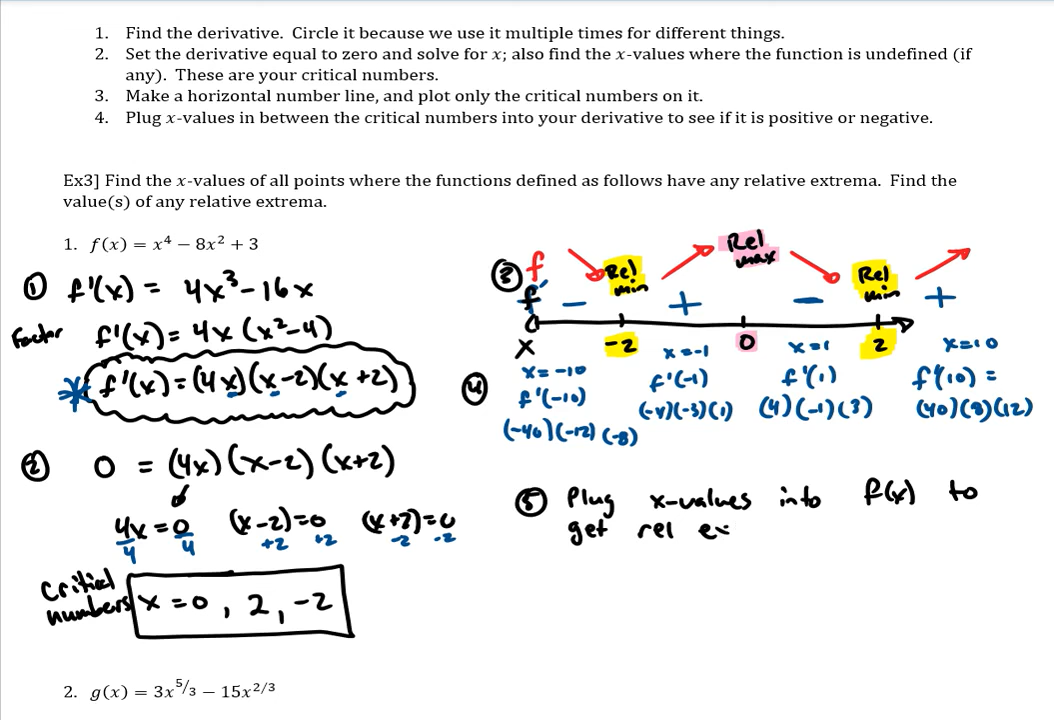 1. Find the derivative. Circle it because we use it multiple times for different things.
2. Set the derivative equal to zero and solve for x; also find the x-values where the function is undefined (if
any). These are your critical numbers.
3. Make a horizontal number line, and plot only the critical numbers on it.
4. Plug x-values in between the critical numbers into your derivative to see if it is positive or negative.
Ex3] Find the x-values of all points where the functions defined as follows have any relative extrema. Find the
value(s) of any relative extrema.
1. f(x) = x⁴ − 8x² + 3
① f'(x) = 4x³-16x
Factor f'(x) = 4x(x²-4)
* f'(x) = (4x)(x-2)(x+2)
② 0 = (4x)(x-2)(x+2)
4x = 0 (x-2)=0 (x+2)=0
4 4 +2 +2 -2 -2
Critical
numbers x = 0, 2, -2
③ f Rel min Rel max Rel min
f' − + − +
x -2 0 2
④ x=-10 x=-1 x=1 x=10
f'(-10) f'(-1) f'(1) f'(10) =
(-40)(-12)(-8) (-4)(-3)(1) (4)(-1)(3) (40)(8)(12)
⑤ Plug x-values into f(x) to
get rel ex
2. g(x) = 3x^5/3 − 15x^2/3